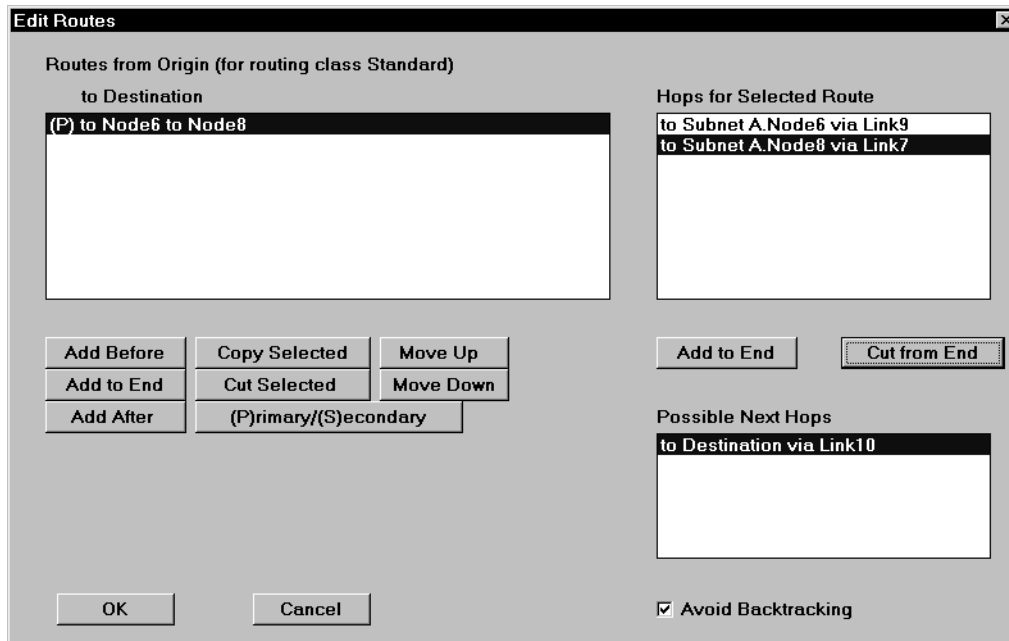 Edit Routes
Routes from Origin (for routing class Standard)
to Destination
(P) to Node6 to Node8
Hops for Selected Route
to Subnet A.Node6 via Link9
to Subnet A.Node8 via Link7
Add Before
Copy Selected
Move Up
Add to End
Cut Selected
Move Down
Add After
(P)rimary/(S)econdary
Add to End
Cut from End
Possible Next Hops
to Destination via Link10
OK
Cancel
Avoid Backtracking